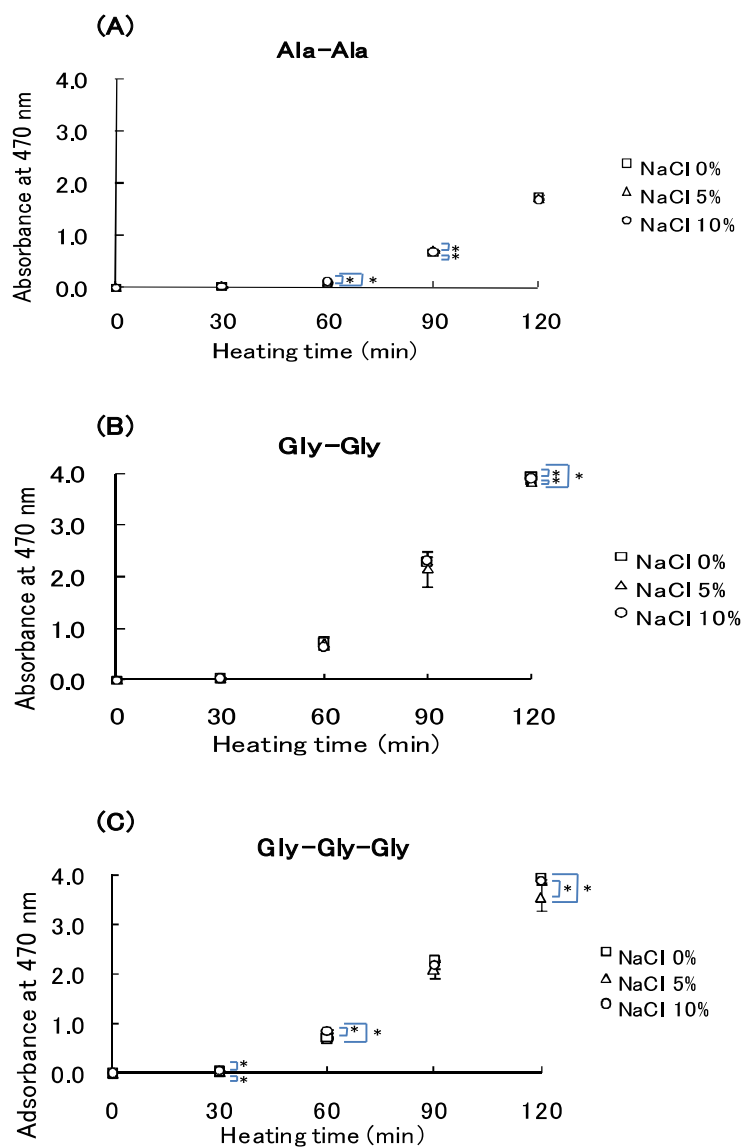 (A)
Ala-Ala
4.0
3.0
2.0
1.0
0.0
0 30 60 90 120
Absorbance at 470 nm
Heating time (min)
NaCl 0%
NaCl 5%
NaCl 10%
* *
*
*
(B)
Gly-Gly
4.0
3.0
2.0
1.0
0.0
0 30 60 90 120
Absorbance at 470 nm
Heating time (min)
NaCl 0%
NaCl 5%
NaCl 10%
*
*
*
(C)
Gly-Gly-Gly
4.0
3.0
2.0
1.0
0.0
0 30 60 90 120
Adsorbance at 470 nm
Heating time (min)
NaCl 0%
NaCl 5%
NaCl 10%
*
*
* *
* *